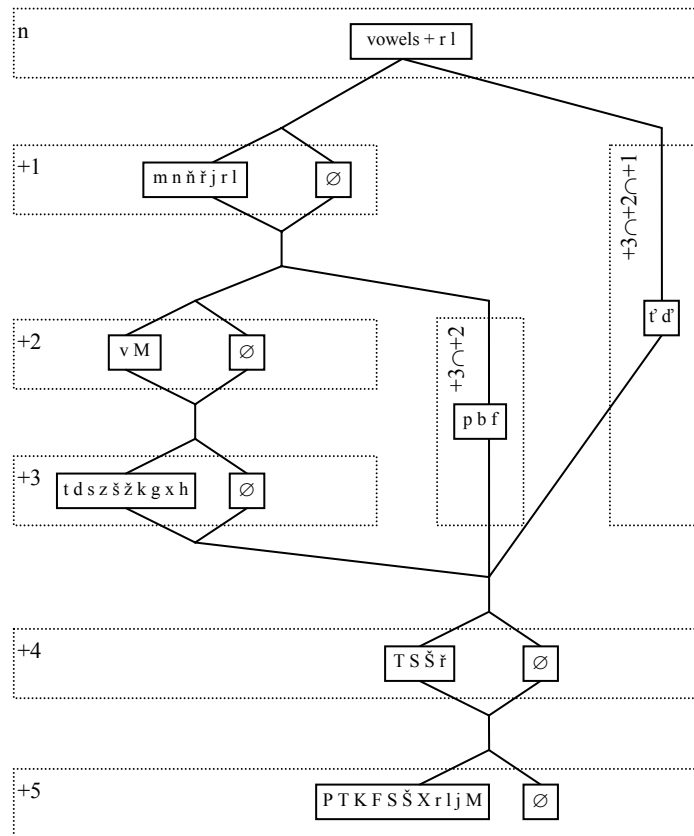 n
vowels + r l
+1
m n ň ř j r l
∅
+3∩+2∩+1
ť ď
+2
v M
∅
+3∩+2
p b f
+3
t d s z š ž k g x h
∅
+4
T S Š ř
∅
+5
P T K F S Š X r l j M
∅